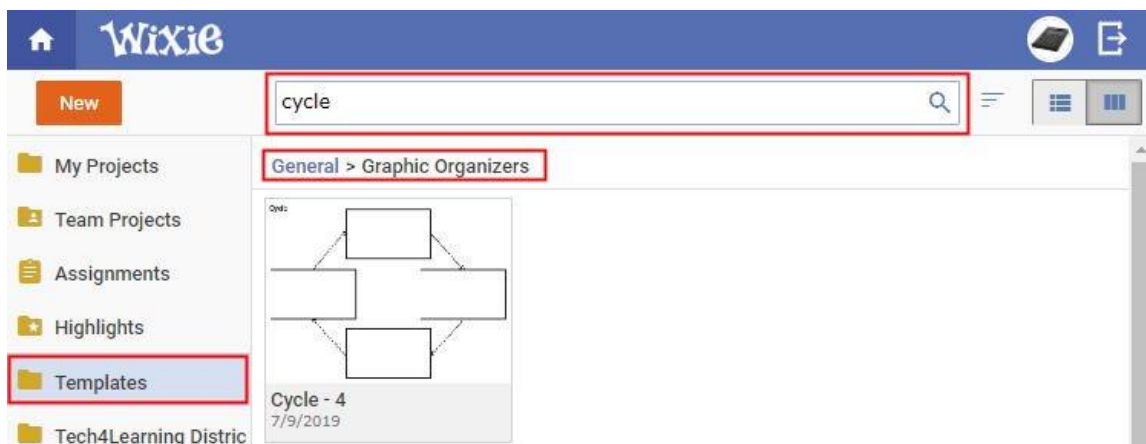 Wixie
New
cycle
My Projects
General > Graphic Organizers
Team Projects
Assignments
Highlights
Templates
Tech4Learning Distric
Cycle
Cycle - 4
7/9/2019